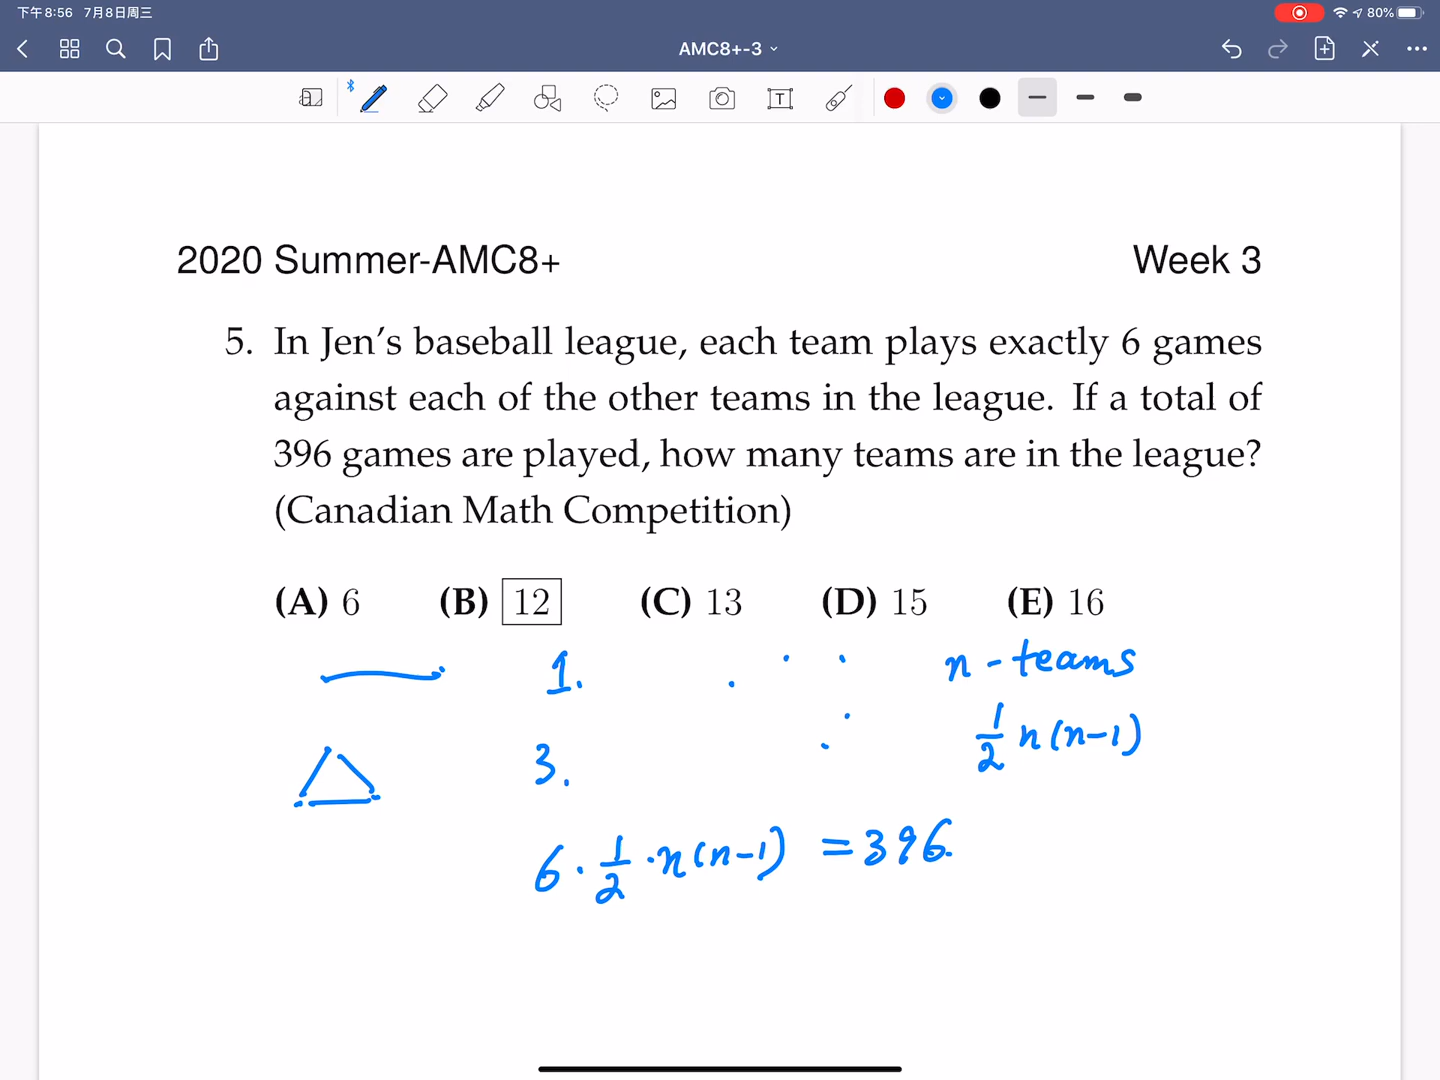 下午8:56 7月8日周三 80%
AMC8+-3
T
2020 Summer-AMC8+ Week 3
5. In Jen’s baseball league, each team plays exactly 6 games
against each of the other teams in the league. If a total of
396 games are played, how many teams are in the league?
(Canadian Math Competition)
(A) 6 (B) 12 (C) 13 (D) 15 (E) 16
1. n - teams
1/2 n(n-1)
3.
6 · 1/2 · n(n-1) = 396.